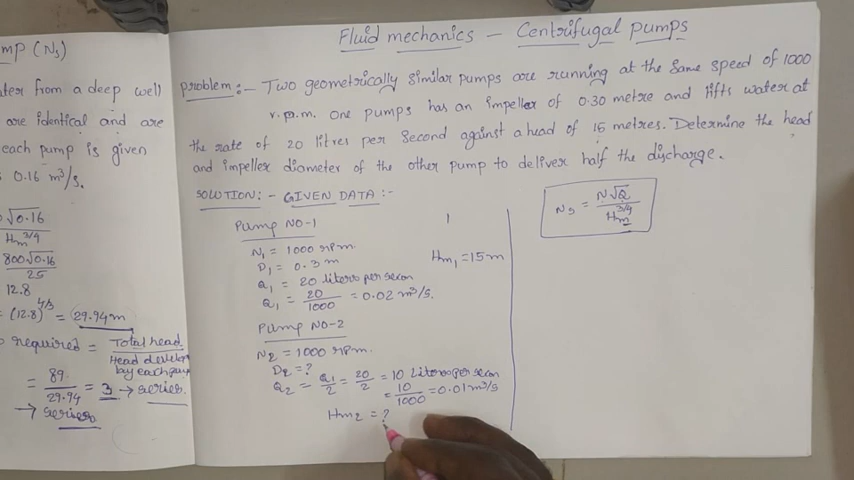 mp (Ns)
ater from a deep well
are identical and are
each pump is given
0.16 m³/s.
√0.16
Hm^3/4
800√0.16
25
12.8
= (12.8)^4/3 = 29.94m
required = Total head
Head develop
by each pump
= 89 / 29.94 = 3 → series.
→ series
Fluid mechanics - Centrifugal pumps
problem:- Two geometrically similar pumps are running at the same speed of 1000
r.p.m. One pumps has an impeller of 0.30 metre and lifts water at
the rate of 20 litres per second against a head of 15 metres. Determine the head
and impeller diameter of the other pump to deliver half the discharge.
SOLUTION:- GIVEN DATA:-
Pump NO-1
N₁ = 1000 rpm.
D₁ = 0.3 m
Q₁ = 20 liters per secon
Q₁ = 20/1000 = 0.02 m³/s.
Hm₁ = 15m
Pump NO-2
N₂ = 1000 rpm.
D₂ = ?
Q₂ = Q₁/2 = 20/2 = 10 Liters per secon
= 10/1000 = 0.01 m³/s
Hm₂ = ?
Ns = N√Q / Hm^3/4